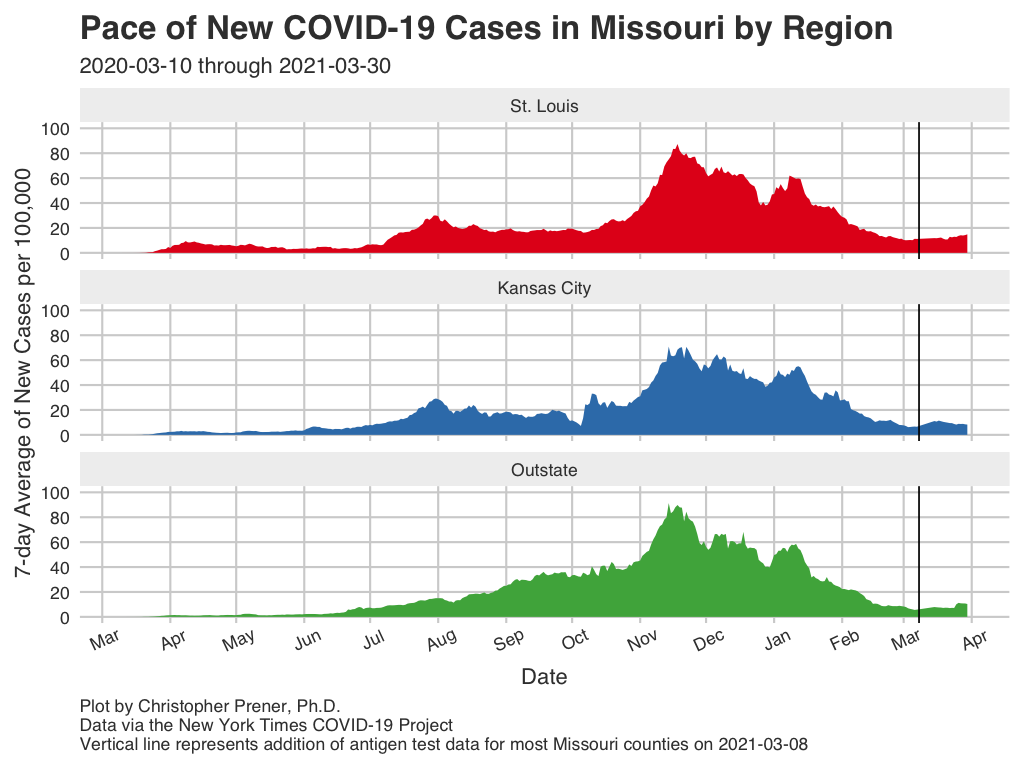 Pace of New COVID-19 Cases in Missouri by Region
2020-03-10 through 2021-03-30
7-day Average of New Cases per 100,000
St. Louis
100
80
60
40
20
0
Kansas City
100
80
60
40
20
0
Outstate
100
80
60
40
20
0
Mar Apr May Jun Jul Aug Sep Oct Nov Dec Jan Feb Mar Apr
Date
Plot by Christopher Prener, Ph.D.
Data via the New York Times COVID-19 Project
Vertical line represents addition of antigen test data for most Missouri counties on 2021-03-08